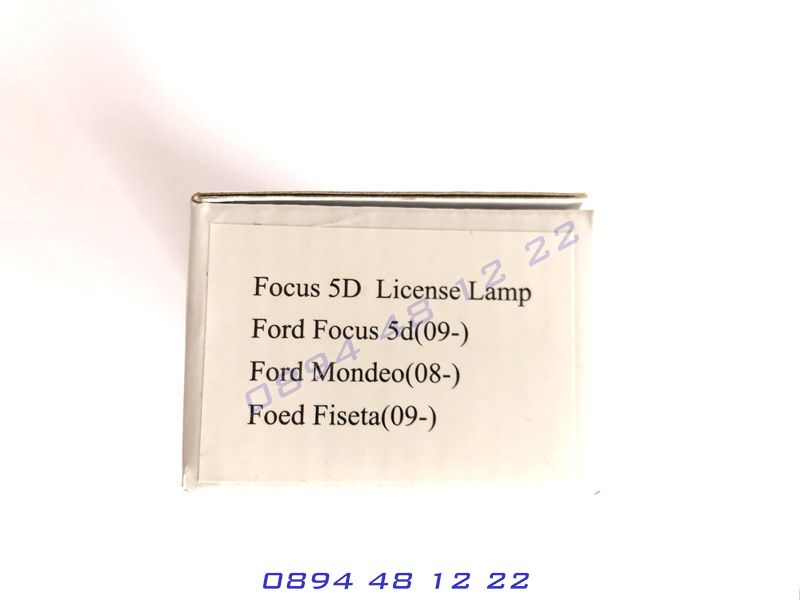 Focus 5D License Lamp
Ford Focus 5d(09-)
Ford Mondeo(08-)
Foed Fiseta(09-)
0894 48 12 22
0894 48 12 22